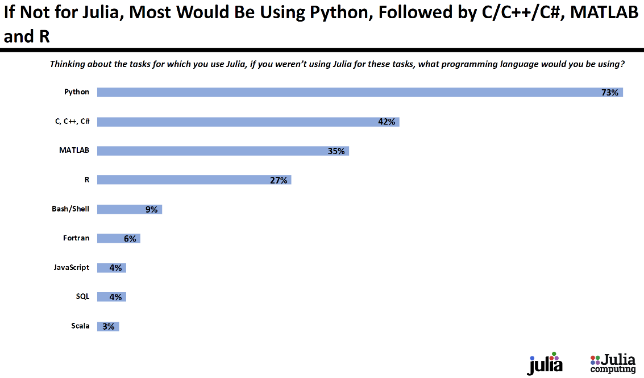 If Not for Julia, Most Would Be Using Python, Followed by C/C++/C#, MATLAB
and R
Thinking about the tasks for which you use Julia, if you weren't using Julia for these tasks, what programming language would you be using?
Python 73%
C, C++, C# 42%
MATLAB 35%
R 27%
Bash/Shell 9%
Fortran 6%
JavaScript 4%
SQL 4%
Scala 3%
julia
Julia
computing